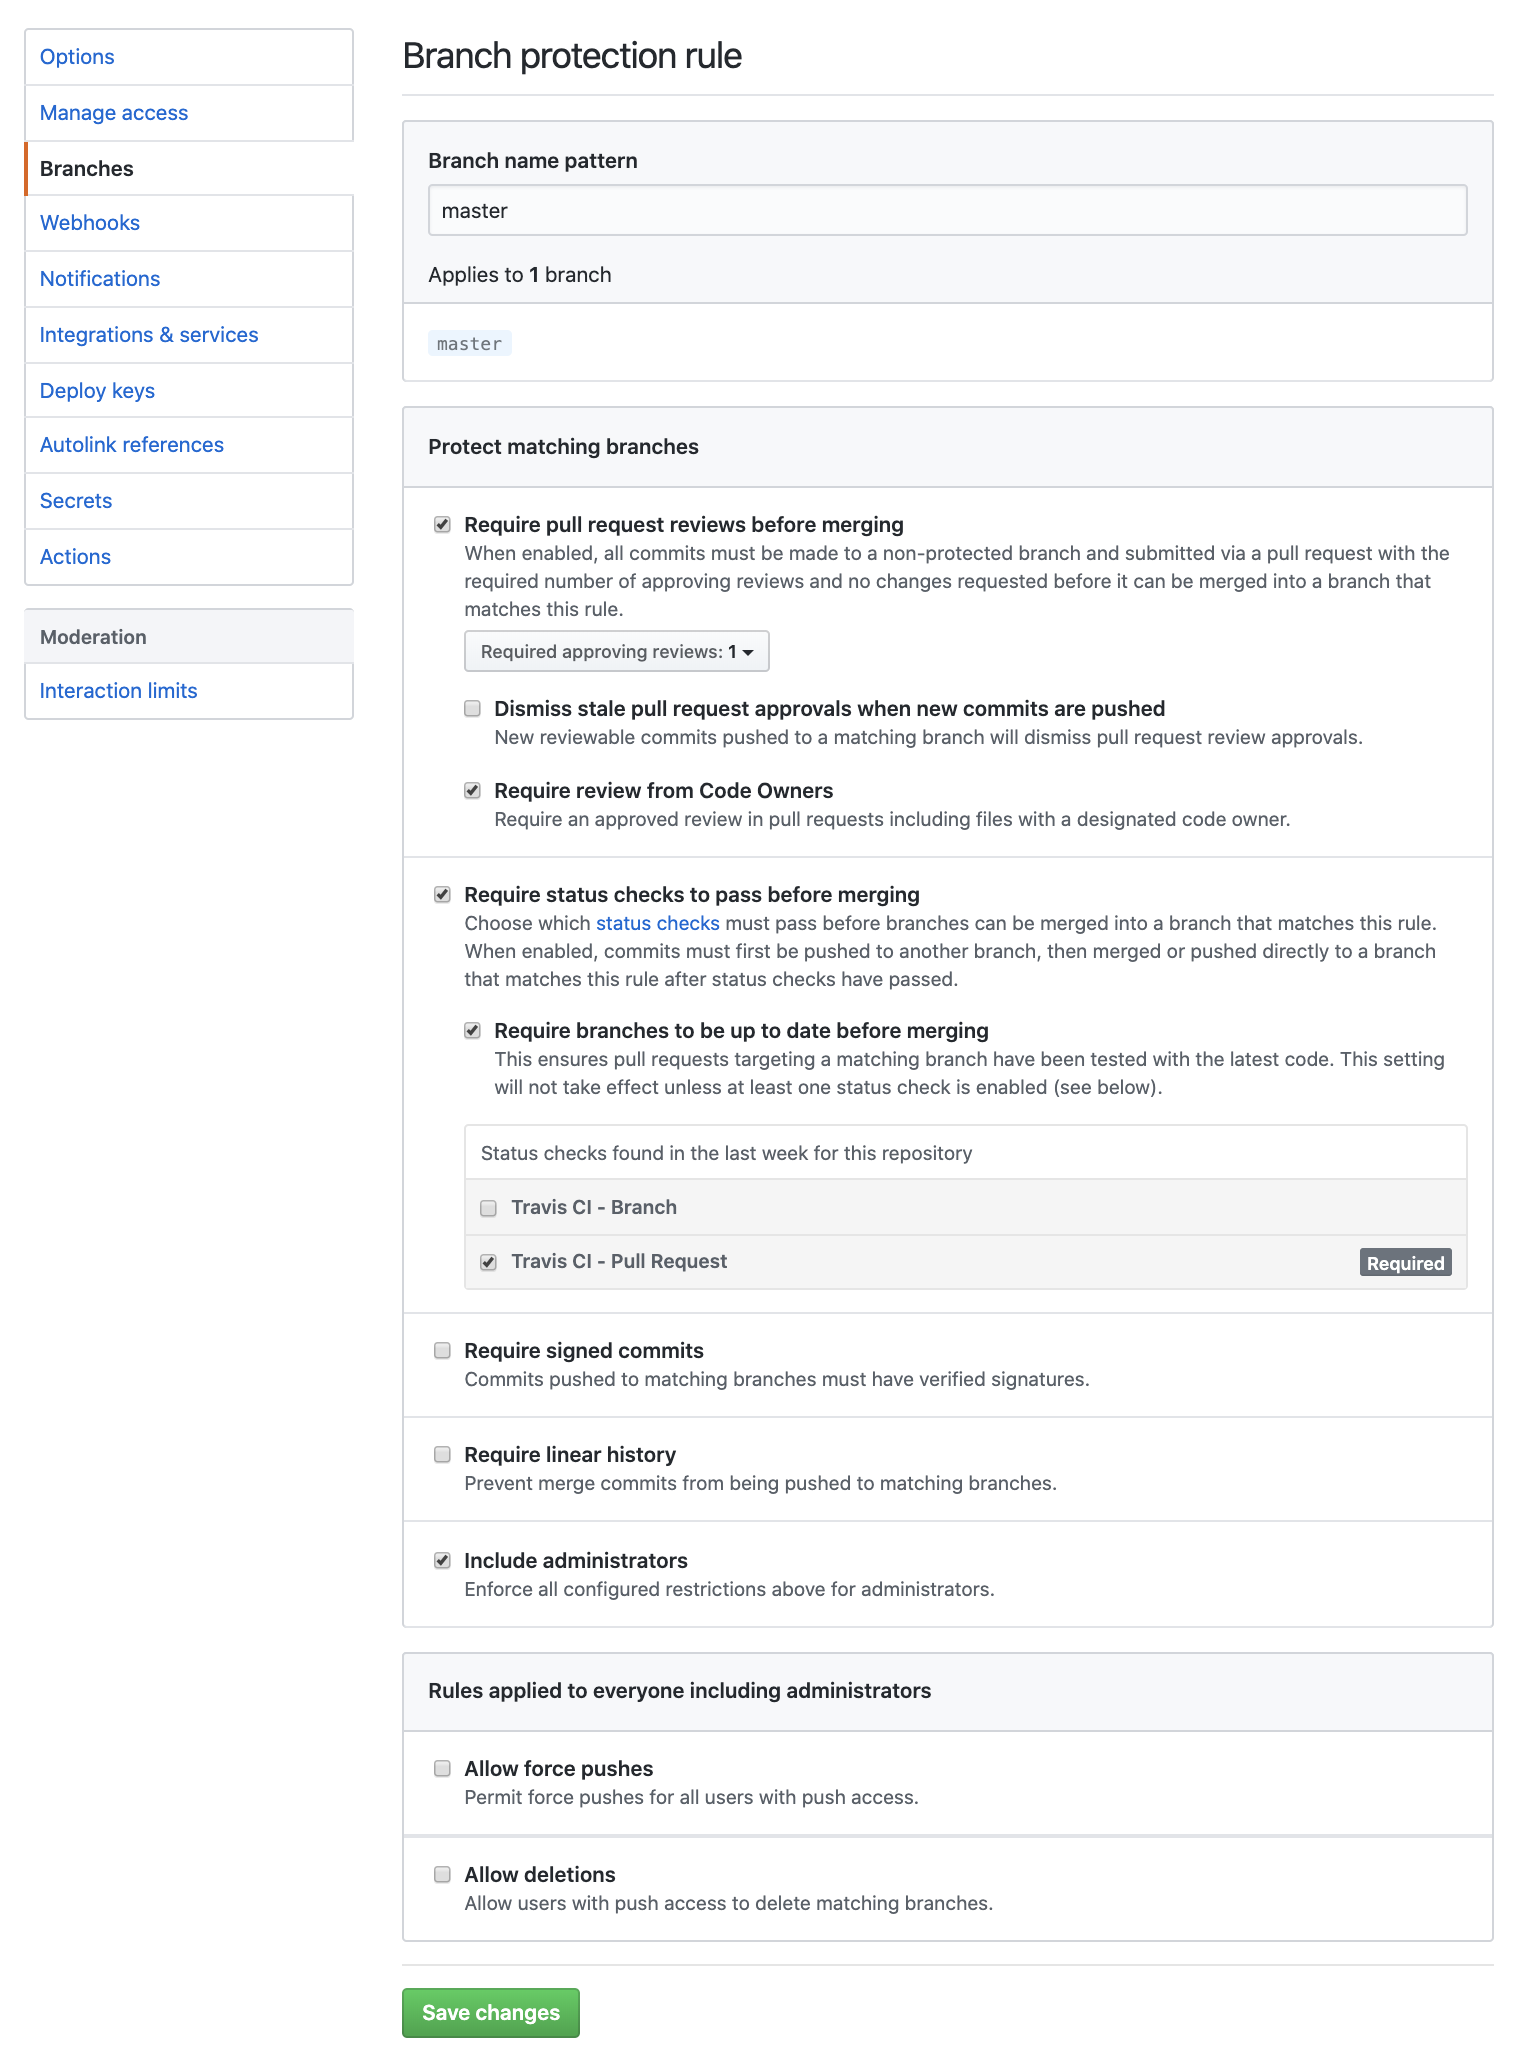 Options
Manage access
Branches
Webhooks
Notifications
Integrations & services
Deploy keys
Autolink references
Secrets
Actions
Moderation
Interaction limits
Branch protection rule
Branch name pattern
master
Applies to 1 branch
master
Protect matching branches
Require pull request reviews before merging
When enabled, all commits must be made to a non-protected branch and submitted via a pull request with the
required number of approving reviews and no changes requested before it can be merged into a branch that
matches this rule.
Required approving reviews: 1
Dismiss stale pull request approvals when new commits are pushed
New reviewable commits pushed to a matching branch will dismiss pull request review approvals.
Require review from Code Owners
Require an approved review in pull requests including files with a designated code owner.
Require status checks to pass before merging
Choose which status checks must pass before branches can be merged into a branch that matches this rule.
When enabled, commits must first be pushed to another branch, then merged or pushed directly to a branch
that matches this rule after status checks have passed.
Require branches to be up to date before merging
This ensures pull requests targeting a matching branch have been tested with the latest code. This setting
will not take effect unless at least one status check is enabled (see below).
Status checks found in the last week for this repository
Travis CI - Branch
Travis CI - Pull Request Required
Require signed commits
Commits pushed to matching branches must have verified signatures.
Require linear history
Prevent merge commits from being pushed to matching branches.
Include administrators
Enforce all configured restrictions above for administrators.
Rules applied to everyone including administrators
Allow force pushes
Permit force pushes for all users with push access.
Allow deletions
Allow users with push access to delete matching branches.
Save changes